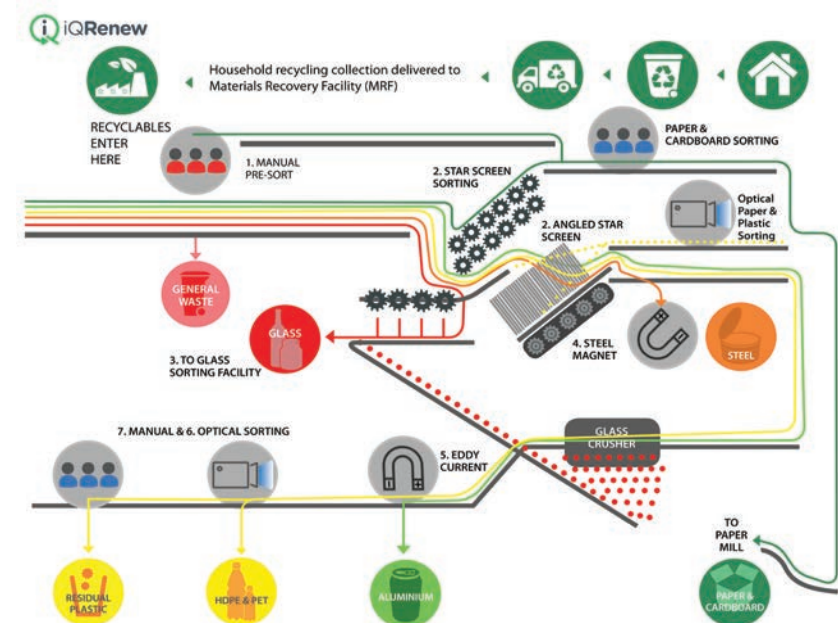 iQRenew
Household recycling collection delivered to
Materials Recovery Facility (MRF)
RECYCLABLES
ENTER
HERE
1. MANUAL
PRE-SORT
2. STAR SCREEN
SORTING
PAPER &
CARDBOARD SORTING
Optical
Paper &
Plastic
Sorting
2. ANGLED STAR
SCREEN
GENERAL
WASTE
GLASS
3. TO GLASS
SORTING FACILITY
4. STEEL
MAGNET
STEEL
7. MANUAL & 6. OPTICAL SORTING
5. EDDY
CURRENT
GLASS
CRUSHER
TO
PAPER
MILL
RESIDUAL
PLASTIC
HDPE & PET
ALUMINIUM
PAPER &
CARDBOARD